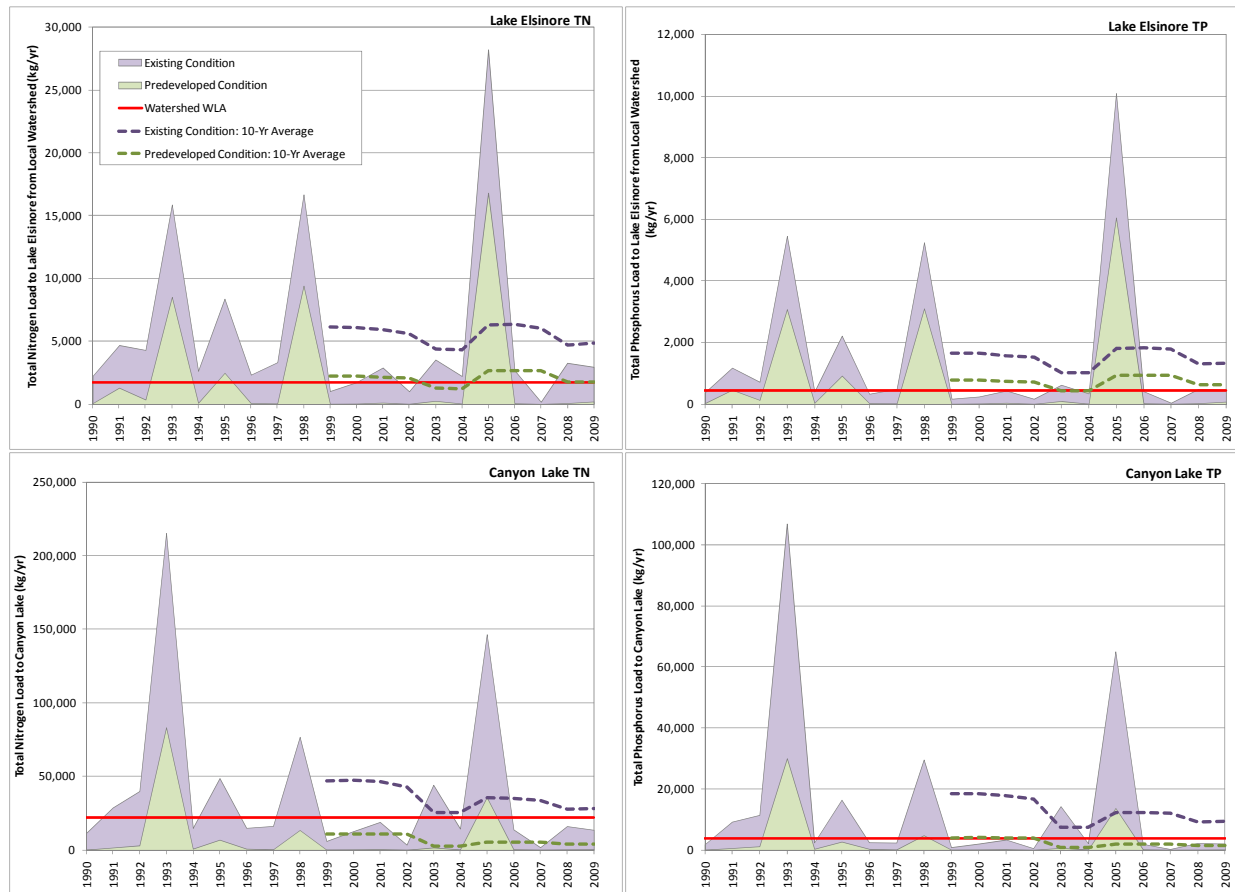 Lake Elsinore TN
Total Nitrogen Load to Lake Elsinore from Local Watershed (kg/yr)
30,000
25,000
20,000
15,000
10,000
5,000
0
Existing Condition
Predeveloped Condition
Watershed WLA
Existing Condition: 10-Yr Average
Predeveloped Condition: 10-Yr Average
1990 1991 1992 1993 1994 1995 1996 1997 1998 1999 2000 2001 2002 2003 2004 2005 2006 2007 2008 2009
Lake Elsinore TP
Total Phosphorus Load to Lake Elsinore from Local Watershed
(kg/yr)
12,000
10,000
8,000
6,000
4,000
2,000
0
1990 1991 1992 1993 1994 1995 1996 1997 1998 1999 2000 2001 2002 2003 2004 2005 2006 2007 2008 2009
Canyon Lake TN
Total Nitrogen Load to Canyon Lake (kg/yr)
250,000
200,000
150,000
100,000
50,000
0
1990 1991 1992 1993 1994 1995 1996 1997 1998 1999 2000 2001 2002 2003 2004 2005 2006 2007 2008 2009
Canyon Lake TP
Total Phosphorus Load to Canyon Lake (kg/yr)
120,000
100,000
80,000
60,000
40,000
20,000
0
1990 1991 1992 1993 1994 1995 1996 1997 1998 1999 2000 2001 2002 2003 2004 2005 2006 2007 2008 2009